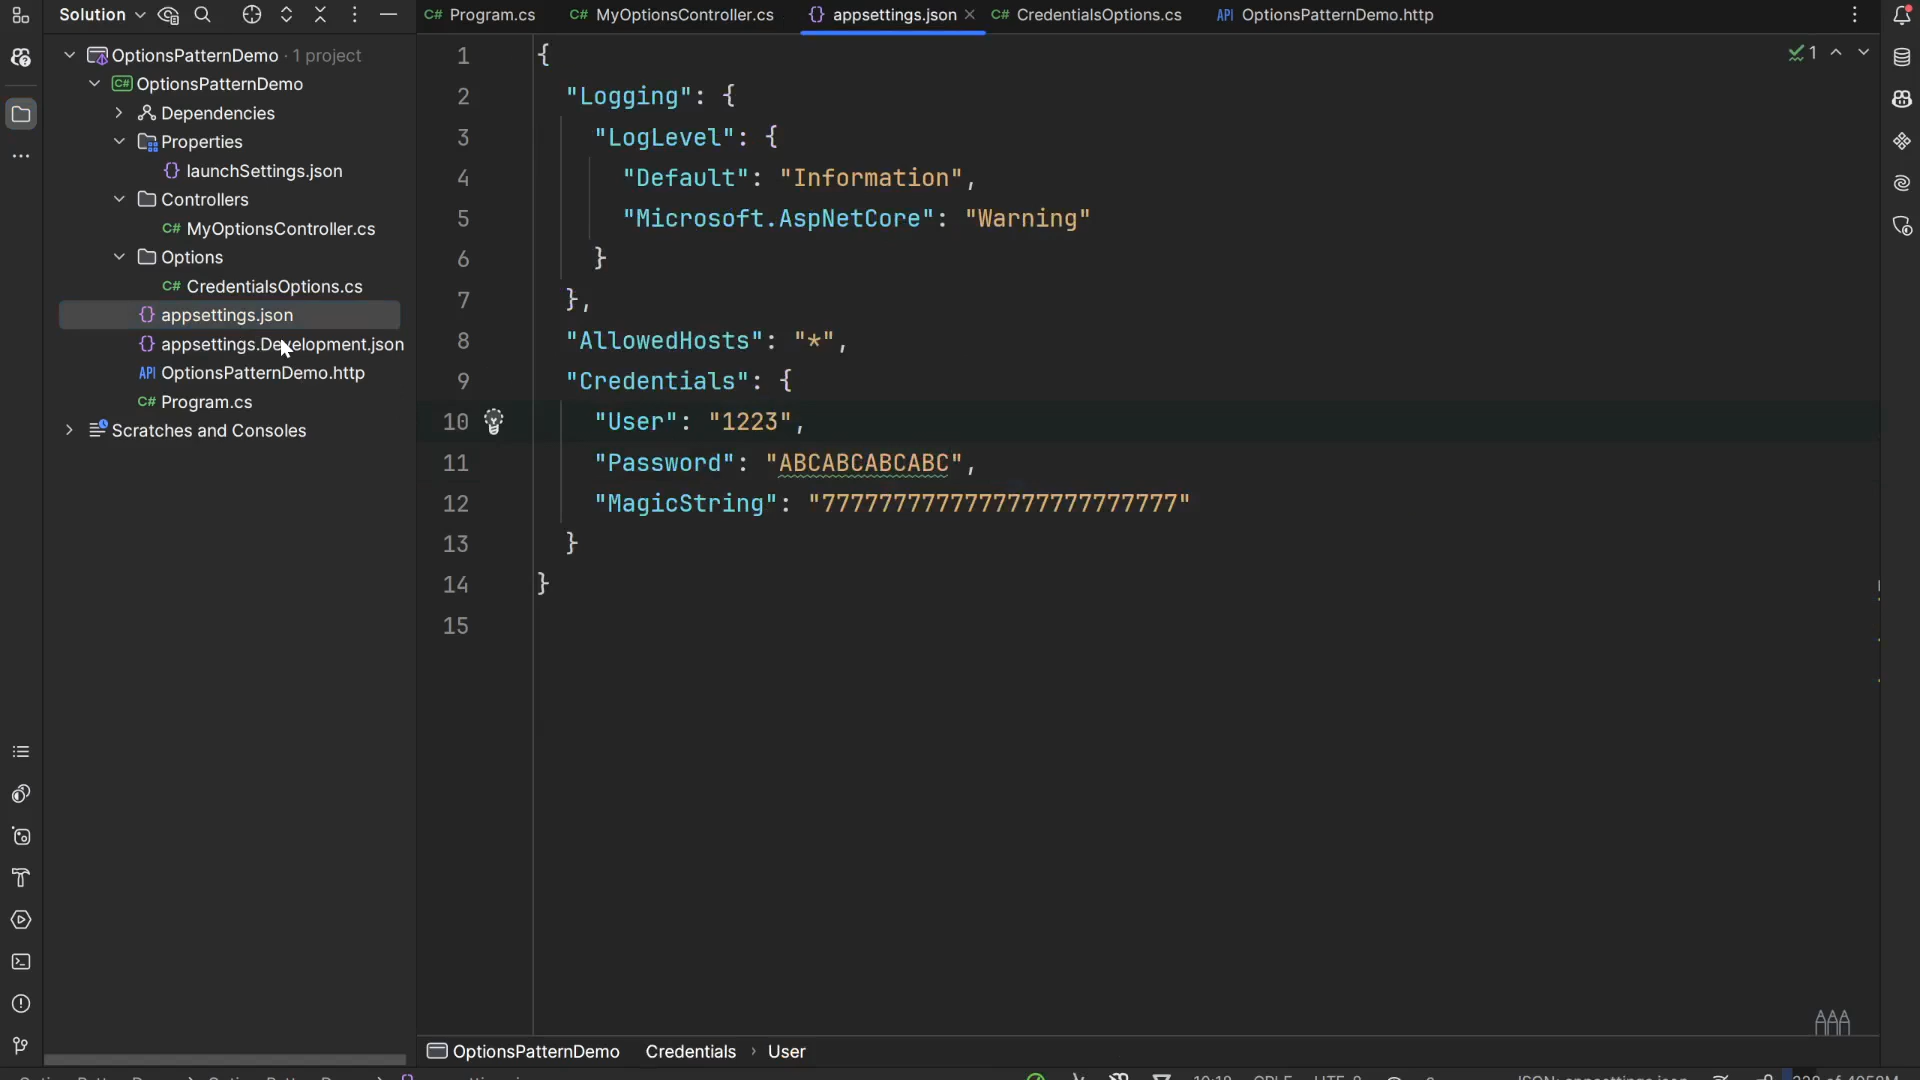 Solution
Program.cs
MyOptionsController.cs
appsettings.json
CredentialsOptions.cs
API OptionsPatternDemo.http
OptionsPatternDemo · 1 project
C# OptionsPatternDemo
Dependencies
Properties
{} launchSettings.json
Controllers
C# MyOptionsController.cs
Options
C# CredentialsOptions.cs
{} appsettings.json
{} appsettings.Development.json
API OptionsPatternDemo.http
C# Program.cs
Scratches and Consoles
1 {
2 "Logging": {
3 "LogLevel": {
4 "Default": "Information",
5 "Microsoft.AspNetCore": "Warning"
6 }
7 },
8 "AllowedHosts": "*",
9 "Credentials": {
10 "User": "1223",
11 "Password": "ABCABCABCABC",
12 "MagicString": "7777777777777777777777777"
13 }
14 }
15
1
OptionsPatternDemo Credentials › User